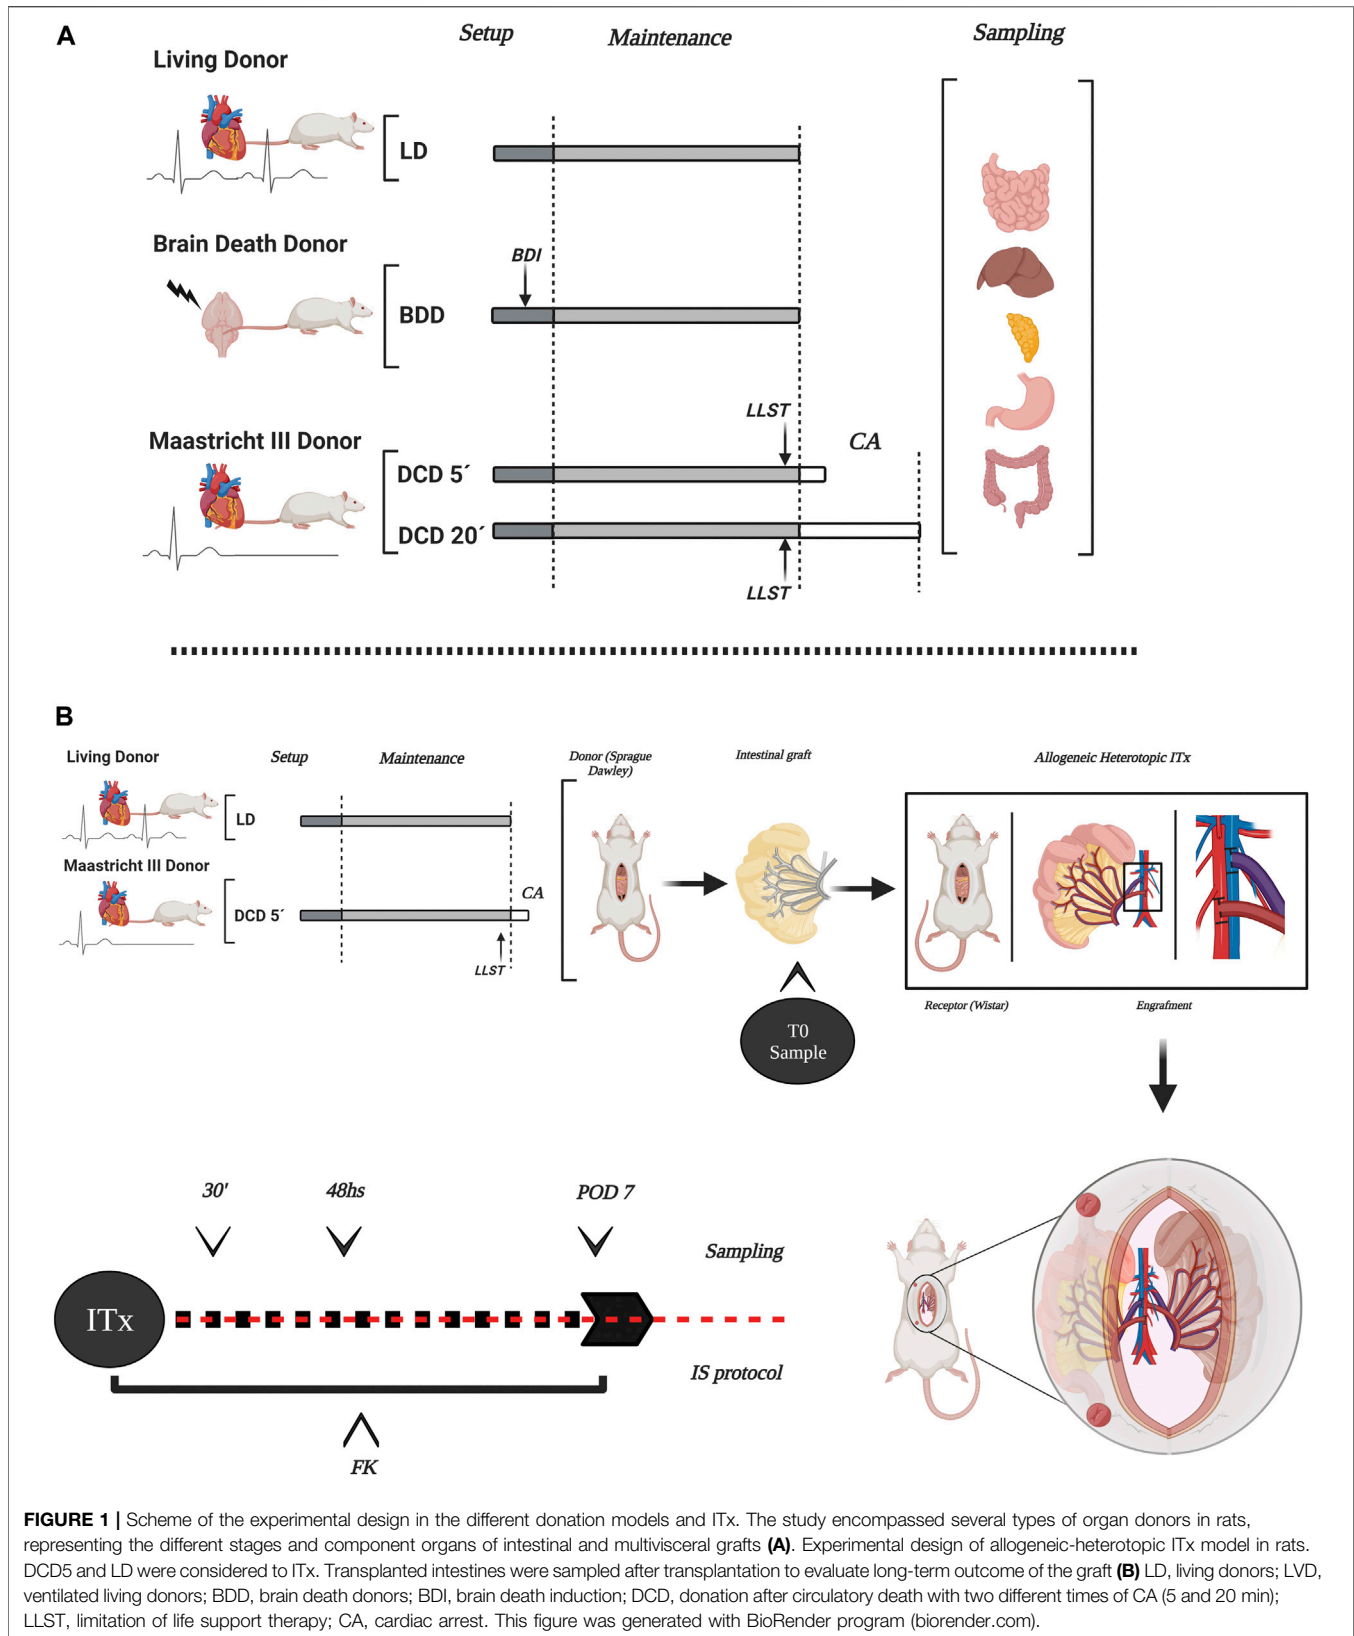 A
Setup
Maintenance
Sampling
Living Donor
LD
Brain Death Donor
BDI
BDD
LLST
CA
Maastricht III Donor
DCD 5´
DCD 20´
LLST
B
Living Donor
Setup
Maintenance
Donor (Sprague
Dawley)
Intestinal graft
Allogeneic Heterotopic ITx
LD
Maastricht III Donor
CA
DCD 5´
LLST
Receptor (Wistar)
Engrafment
T0
Sample
30'
48hs
POD 7
Sampling
ITx
IS protocol
FK
FIGURE 1 | Scheme of the experimental design in the different donation models and ITx. The study encompassed several types of organ donors in rats,
representing the different stages and component organs of intestinal and multivisceral grafts (A). Experimental design of allogeneic-heterotopic ITx model in rats.
DCD5 and LD were considered to ITx. Transplanted intestines were sampled after transplantation to evaluate long-term outcome of the graft (B) LD, living donors; LVD,
ventilated living donors; BDD, brain death donors; BDI, brain death induction; DCD, donation after circulatory death with two different times of CA (5 and 20 min);
LLST, limitation of life support therapy; CA, cardiac arrest. This figure was generated with BioRender program (biorender.com).